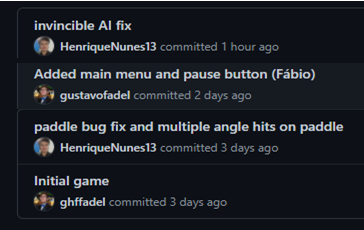 invincible AI fix
HenriqueNunes13 committed 1 hour ago
Added main menu and pause button (Fábio)
gustavofadel committed 2 days ago
paddle bug fix and multiple angle hits on paddle
HenriqueNunes13 committed 3 days ago
Initial game
ghffadel committed 3 days ago